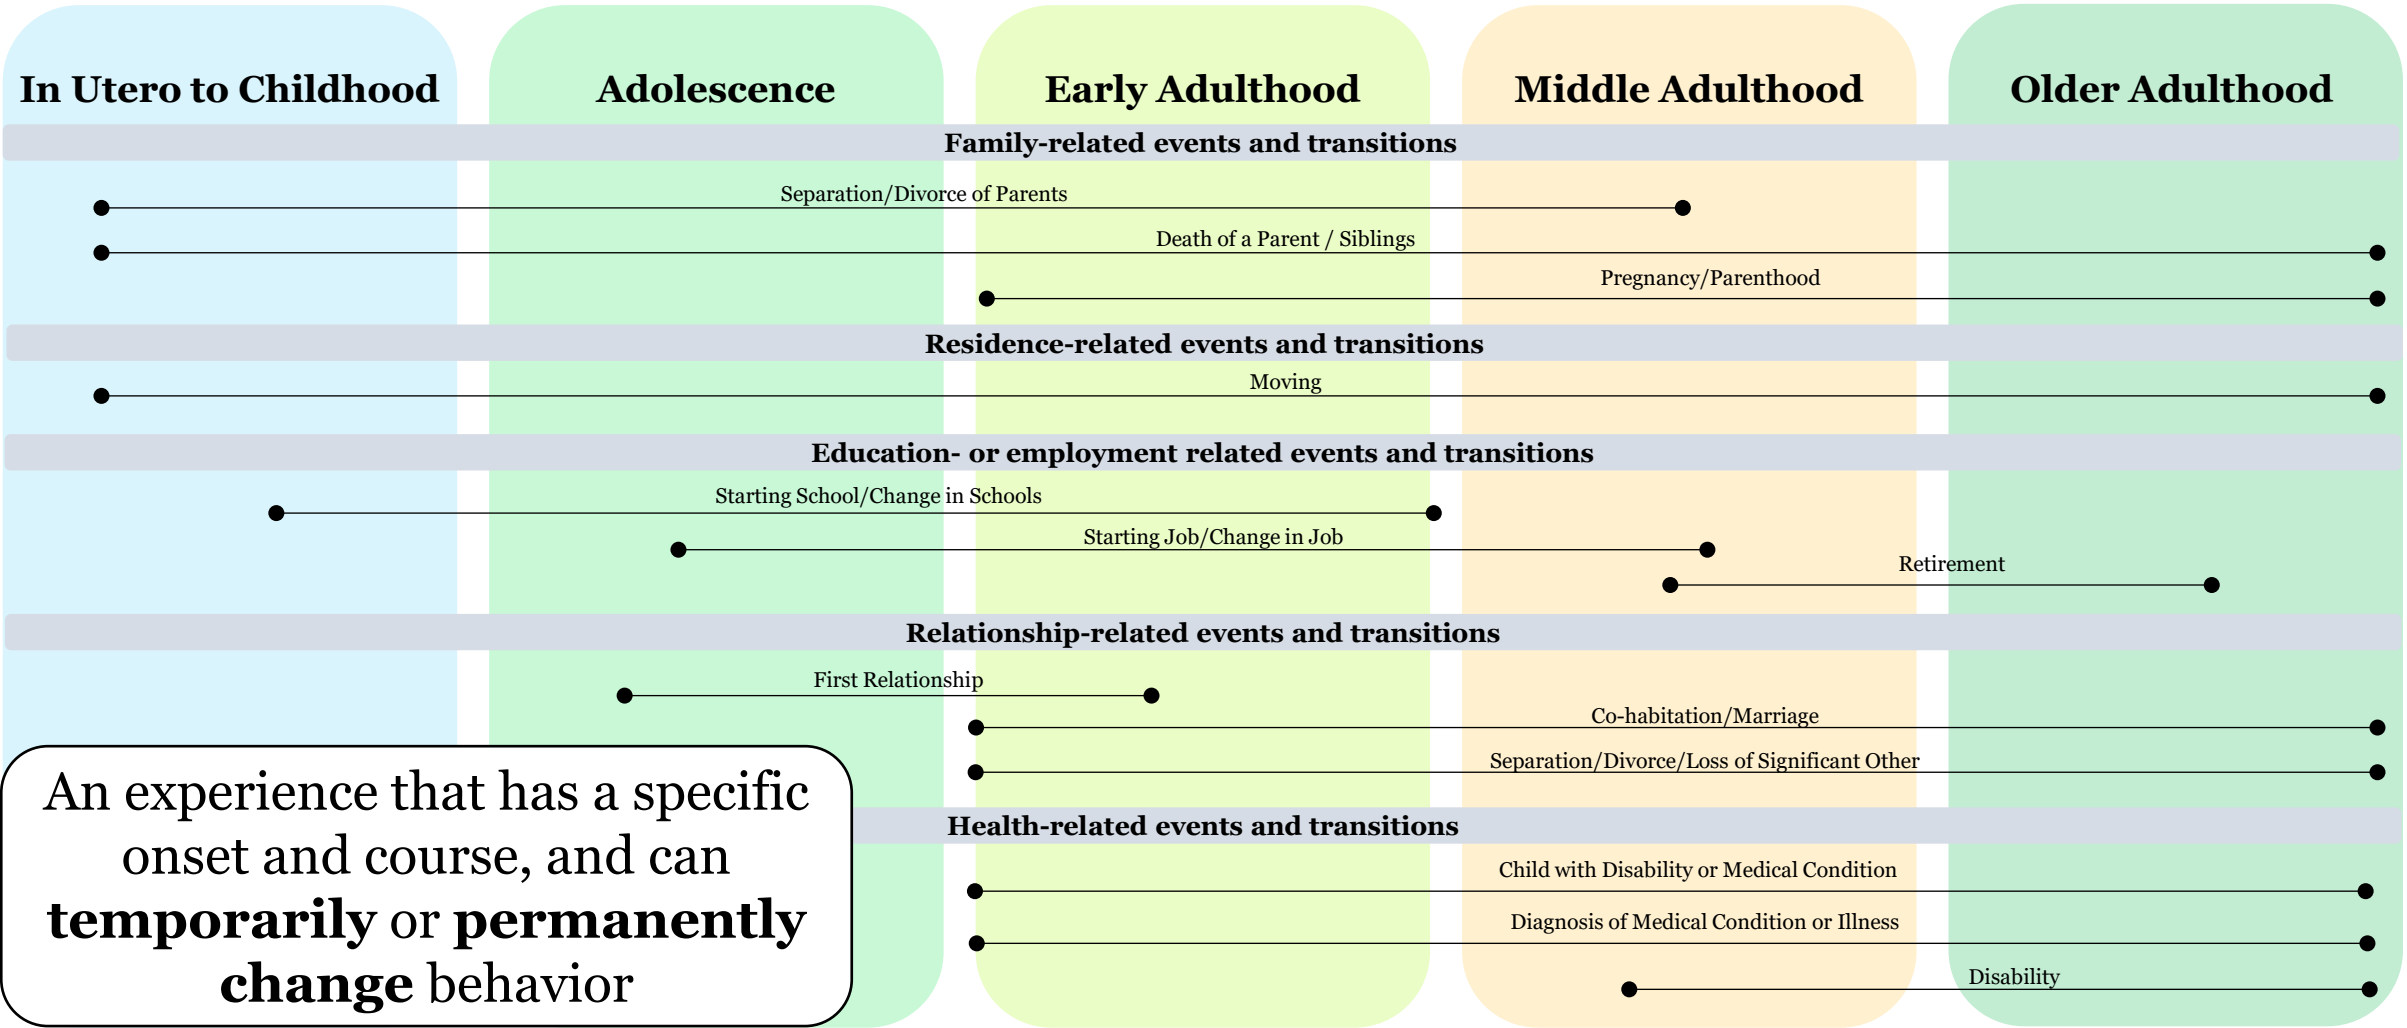 In Utero to Childhood
Adolescence
Early Adulthood
Middle Adulthood
Older Adulthood
Family-related events and transitions
Separation/Divorce of Parents
Death of a Parent / Siblings
Pregnancy/Parenthood
Residence-related events and transitions
Moving
Education- or employment related events and transitions
Starting School/Change in Schools
Starting Job/Change in Job
Retirement
Relationship-related events and transitions
First Relationship
Co-habitation/Marriage
Separation/Divorce/Loss of Significant Other
Health-related events and transitions
Child with Disability or Medical Condition
Diagnosis of Medical Condition or Illness
Disability
An experience that has a specific
onset and course, and can
temporarily or permanently
change behavior